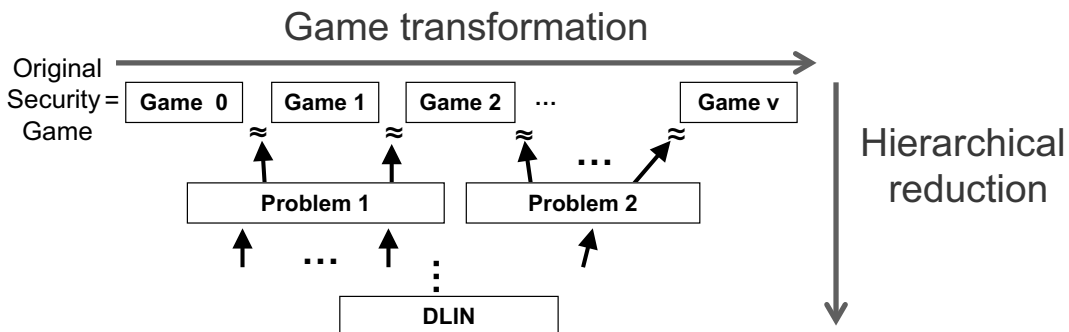 Game transformation
Original
Security =
Game
Game 0
Game 1
Game 2
...
Game v
≈ ≈ ≈ ≈
...
Hierarchical
reduction
Problem 1
Problem 2
...
⋮
DLIN